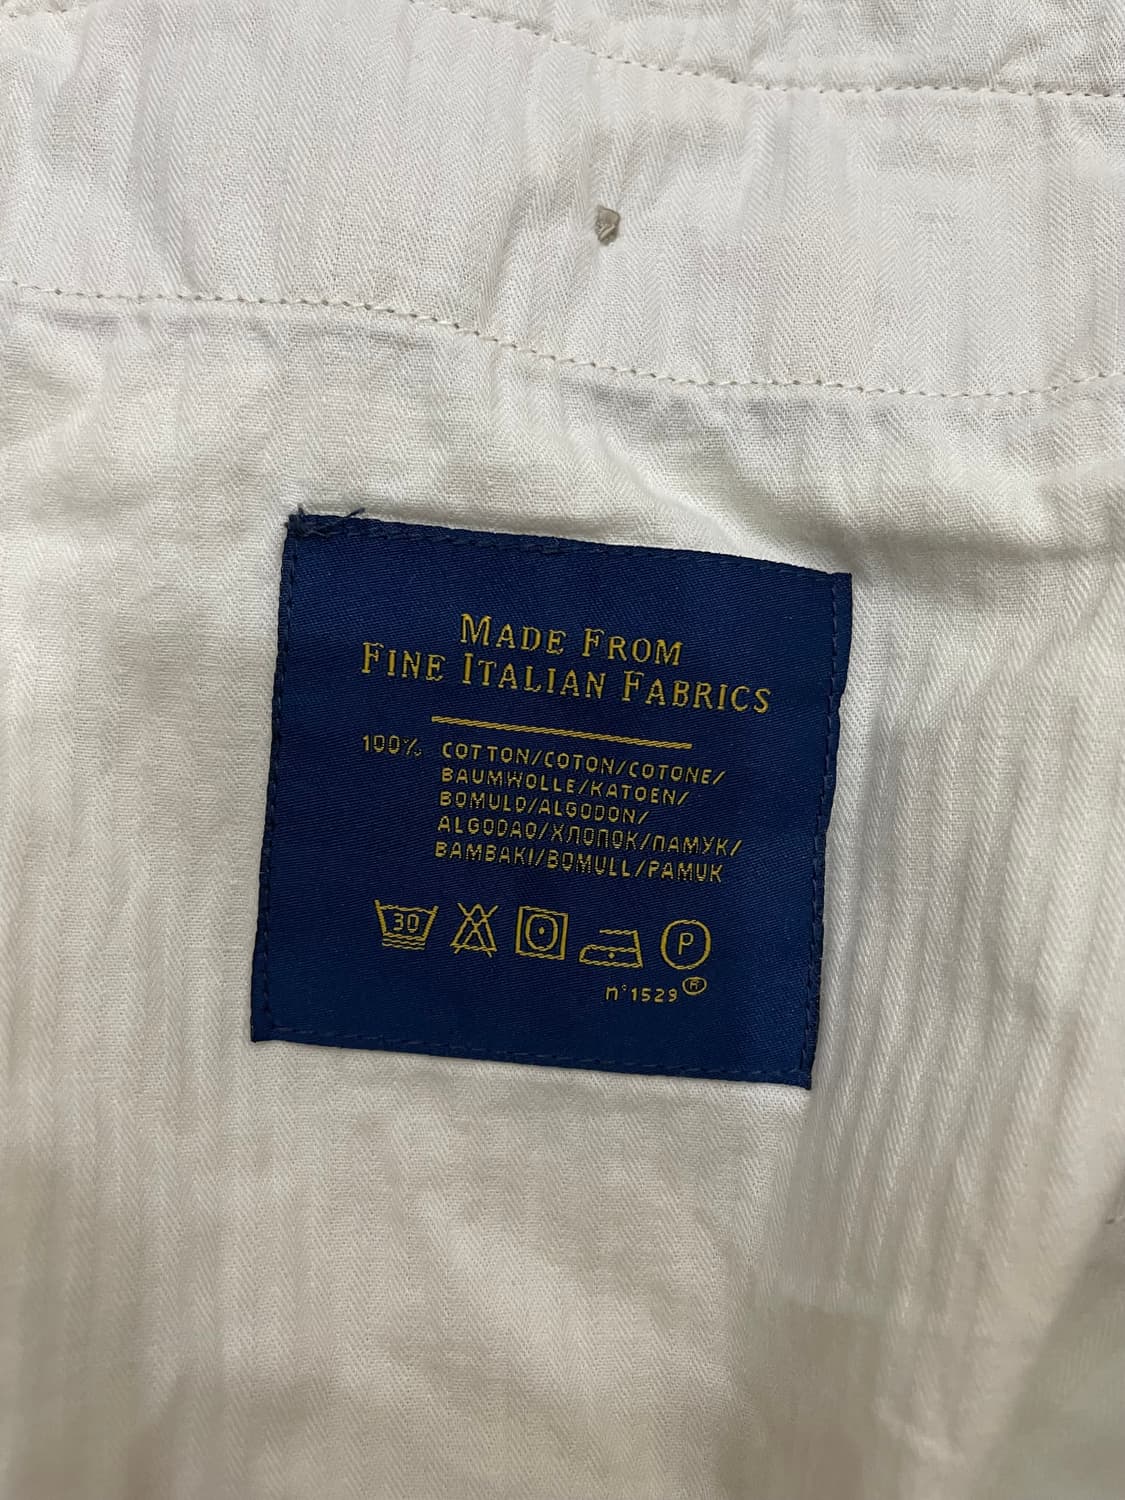 MADE FROM
FINE ITALIAN FABRICS
100% COTTON/COTON/COTONE/
BAUMWOLLE/KATOEN/
BOMULD/ALGODON/
ALGODAO/ХЛОПОК/ПАМУК/
BAMBAKI/BOMULL/PAMUK
30 P
n°1529®